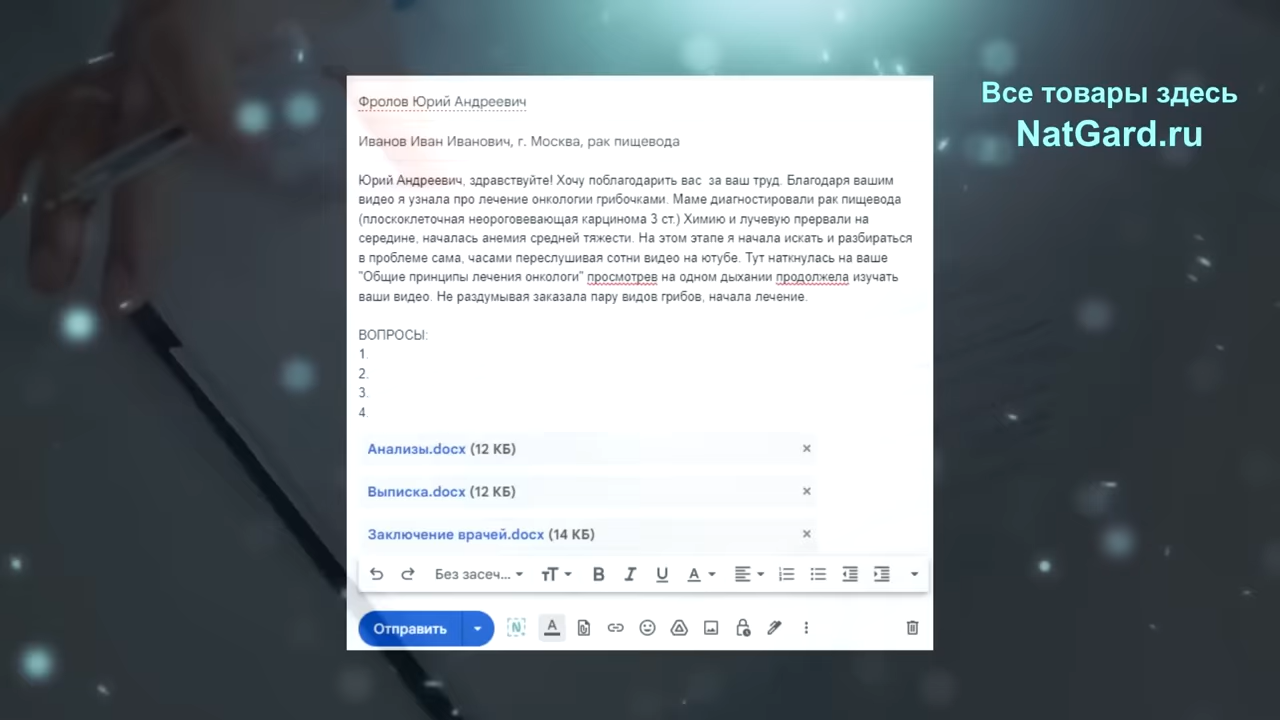 Все товары здесь
NatGard.ru
Фролов Юрий Андреевич
Иванов Иван Иванович, г. Москва, рак пищевода
Юрий Андреевич, здравствуйте! Хочу поблагодарить вас за ваш труд. Благодаря вашим
видео я узнала про лечение онкологии грибочками. Маме диагностировали рак пищевода
(плоскоклеточная неороговевающая карцинома 3 ст.) Химию и лучевую прервали на
середине, началась анемия средней тяжести. На этом этапе я начала искать и разбираться
в проблеме сама, часами переслушивая сотни видео на ютубе. Тут наткнулась на ваше
"Общие принципы лечения онкологи" просмотрев на одном дыхании продолжела изучать
ваши видео. Не раздумывая заказала пару видов грибов, начала лечение.
ВОПРОСЫ:
1.
2.
3.
4.
Анализы.docx (12 КБ)
Выписка.docx (12 КБ)
Заключение врачей.docx (14 КБ)
Без засеч...
Отправить